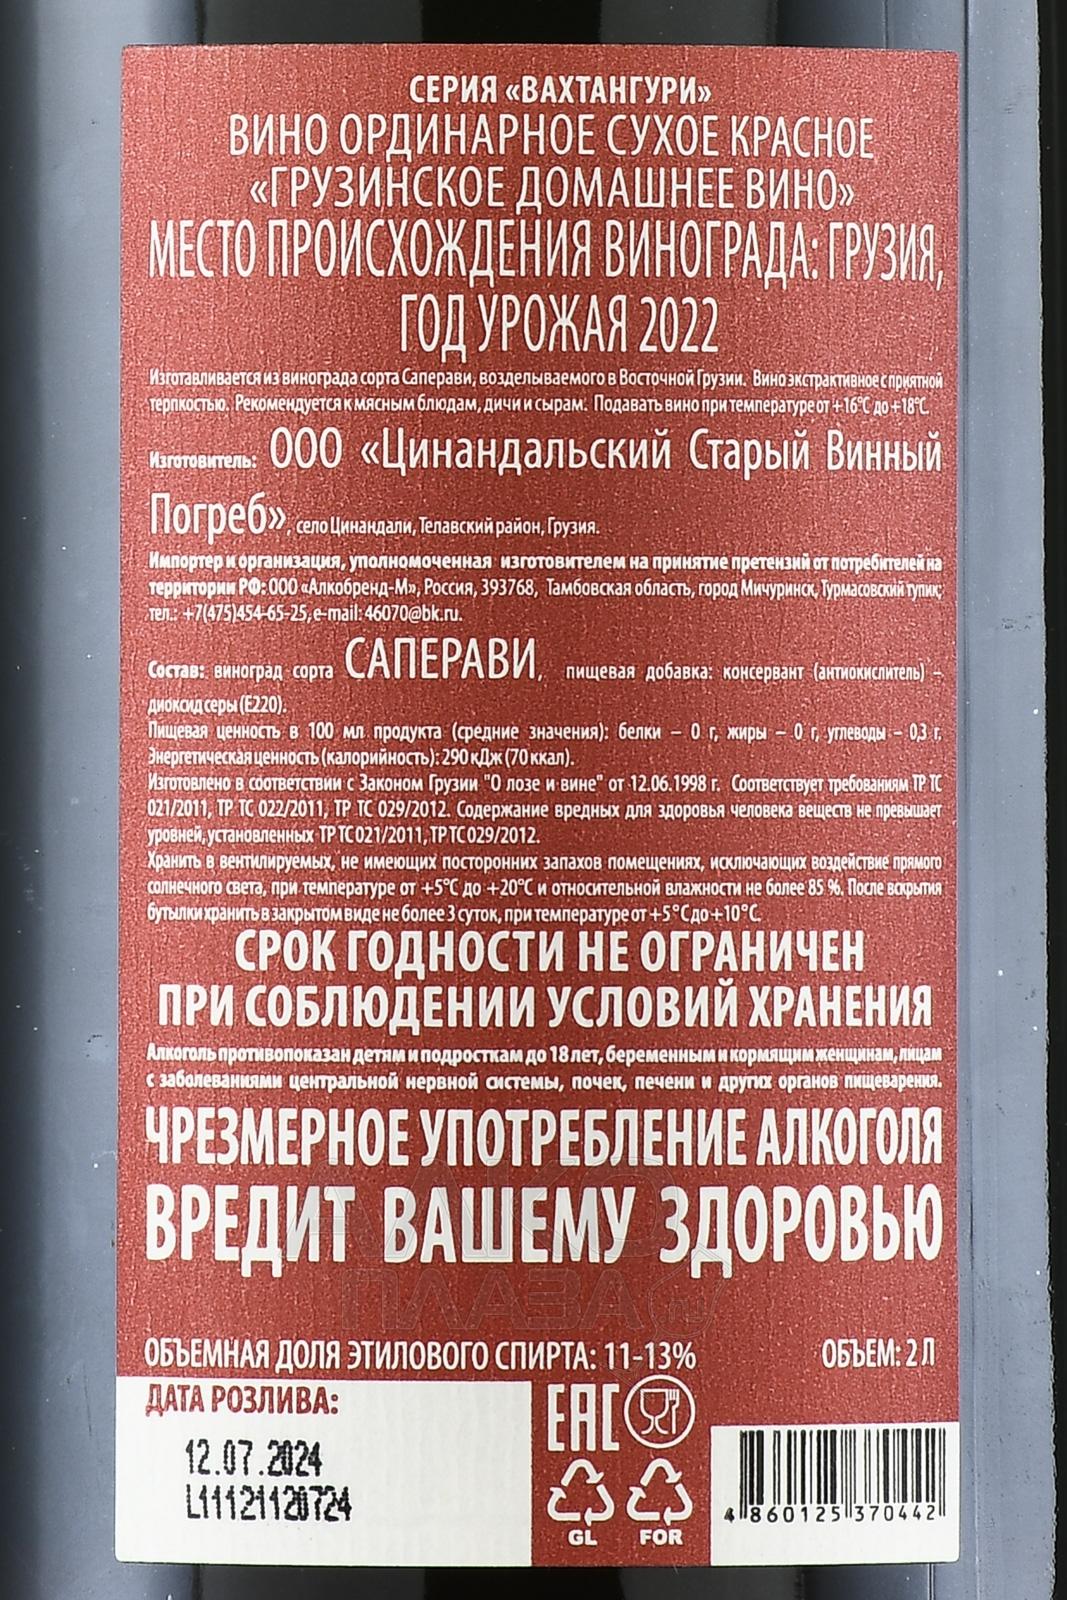 СЕРИЯ «ВАХТАНГУРИ»
ВИНО ОРДИНАРНОЕ СУХОЕ КРАСНОЕ
«ГРУЗИНСКОЕ ДОМАШНЕЕ ВИНО»
МЕСТО ПРОИСХОЖДЕНИЯ ВИНОГРАДА: ГРУЗИЯ,
ГОД УРОЖАЯ 2022
Изготавливается из винограда сорта Саперави, возделываемого в Восточной Грузии. Вино экстрактивное с приятной
терпкостью. Рекомендуется к мясным блюдам, дичи и сырам. Подавать вино при температуре от +16°С до +18°С.
Изготовитель: ООО «Цинандальский Старый Винный
Погреб», село Цинандали, Телавский район, Грузия.
Импортер и организация, уполномоченная изготовителем на принятие претензий от потребителей на
территории РФ: ООО «Алкобренд-М», Россия, 393768, Тамбовская область, город Мичуринск, Турмасовский тупик;
тел.: +7(475)454-65-25, e-mail: 46070@bk.ru.
Состав: виноград сорта САПЕРАВИ, пищевая добавка: консервант (антиокислитель) –
диоксид серы (Е220).
Пищевая ценность в 100 мл продукта (средние значения): белки – 0 г, жиры – 0 г, углеводы – 0,3 г.
Энергетическая ценность (калорийность): 290 кДж (70 ккал).
Изготовлено в соответствии с Законом Грузии "О лозе и вине" от 12.06.1998 г. Соответствует требованиям ТР ТС
021/2011, ТР ТС 022/2011, ТР ТС 029/2012. Содержание вредных для здоровья человека веществ не превышает
уровней, установленных ТР ТС 021/2011, ТР ТС 029/2012.
Хранить в вентилируемых, не имеющих посторонних запахов помещениях, исключающих воздействие прямого
солнечного света, при температуре от +5°С до +20°С и относительной влажности не более 85 %. После вскрытия
бутылки хранить в закрытом виде не более 3 суток, при температуре от +5°С до +10°С.
СРОК ГОДНОСТИ НЕ ОГРАНИЧЕН
ПРИ СОБЛЮДЕНИИ УСЛОВИЙ ХРАНЕНИЯ
Алкоголь противопоказан детям и подросткам до 18 лет, беременным и кормящим женщинам, лицам
с заболеваниями центральной нервной системы, почек, печени и других органов пищеварения.
ЧРЕЗМЕРНОЕ УПОТРЕБЛЕНИЕ АЛКОГОЛЯ
ВРЕДИТ ВАШЕМУ ЗДОРОВЬЮ
АЛКО
ПЛАЗА.ru
ОБЪЕМНАЯ ДОЛЯ ЭТИЛОВОГО СПИРТА: 11-13% ОБЪЕМ: 2 Л
ДАТА РОЗЛИВА:
12.07.2024
L11121120724
EAC
GL FOR
4 860125 370442